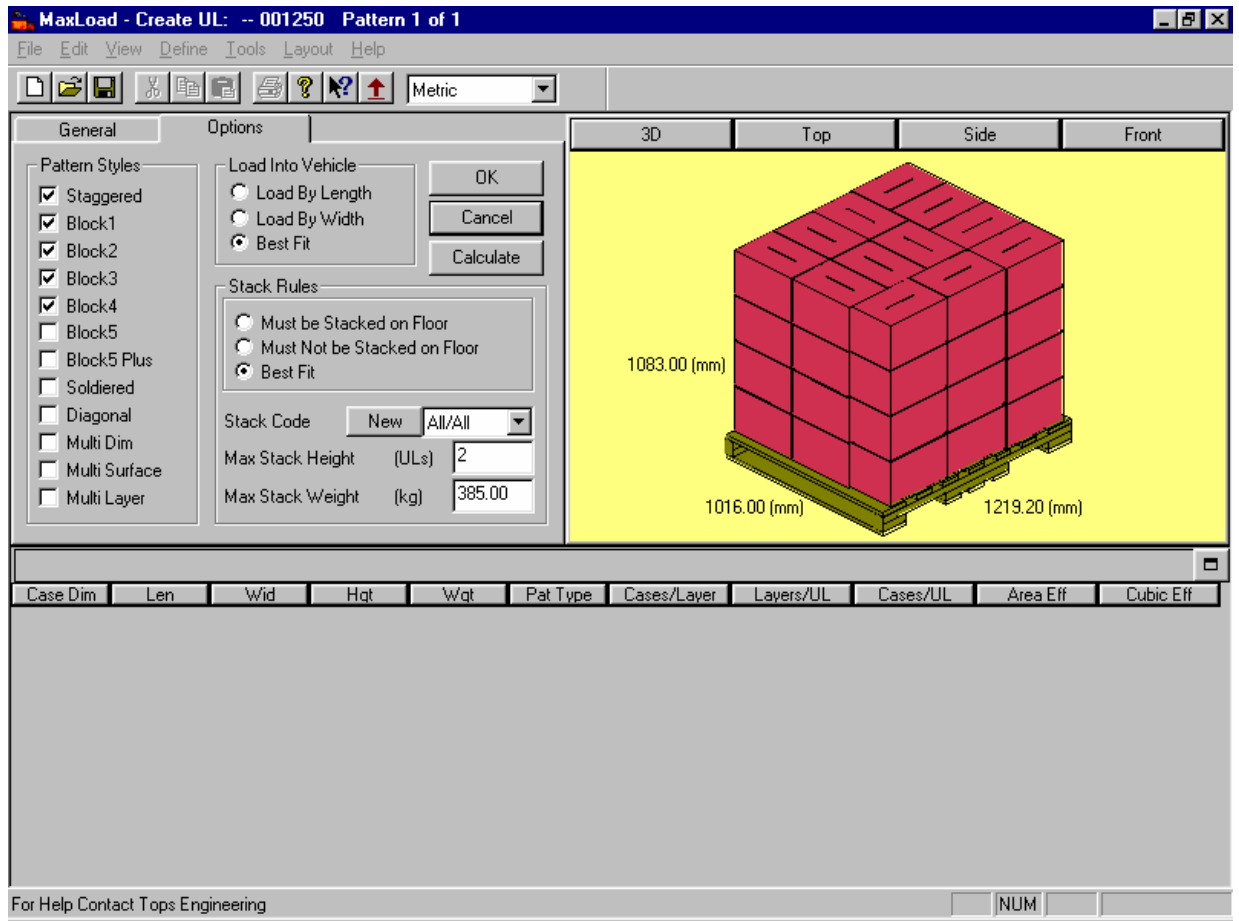 MaxLoad - Create UL: -- 001250 Pattern 1 of 1
File Edit View Define Tools Layout Help
Metric
General Options
Pattern Styles
Staggered
Block1
Block2
Block3
Block4
Block5
Block5 Plus
Soldiered
Diagonal
Multi Dim
Multi Surface
Multi Layer
Load Into Vehicle
Load By Length
Load By Width
Best Fit
OK
Cancel
Calculate
Stack Rules
Must be Stacked on Floor
Must Not be Stacked on Floor
Best Fit
Stack Code New All/All
Max Stack Height (ULs) 2
Max Stack Weight (kg) 385.00
3D Top Side Front
1083.00 (mm)
1016.00 (mm) 1219.20 (mm)
Case Dim Len Wid Hgt Wgt Pat Type Cases/Layer Layers/UL Cases/UL Area Eff Cubic Eff
For Help Contact Tops Engineering NUM